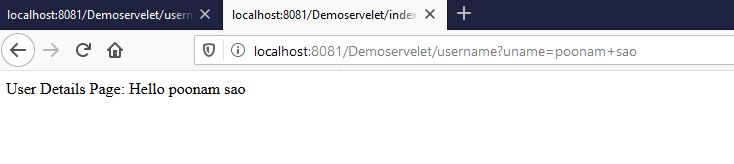 localhost:8081/Demoservelet/usern
localhost:8081/Demoservelet/index
localhost:8081/Demoservelet/username?uname=poonam+sao
User Details Page: Hello poonam sao